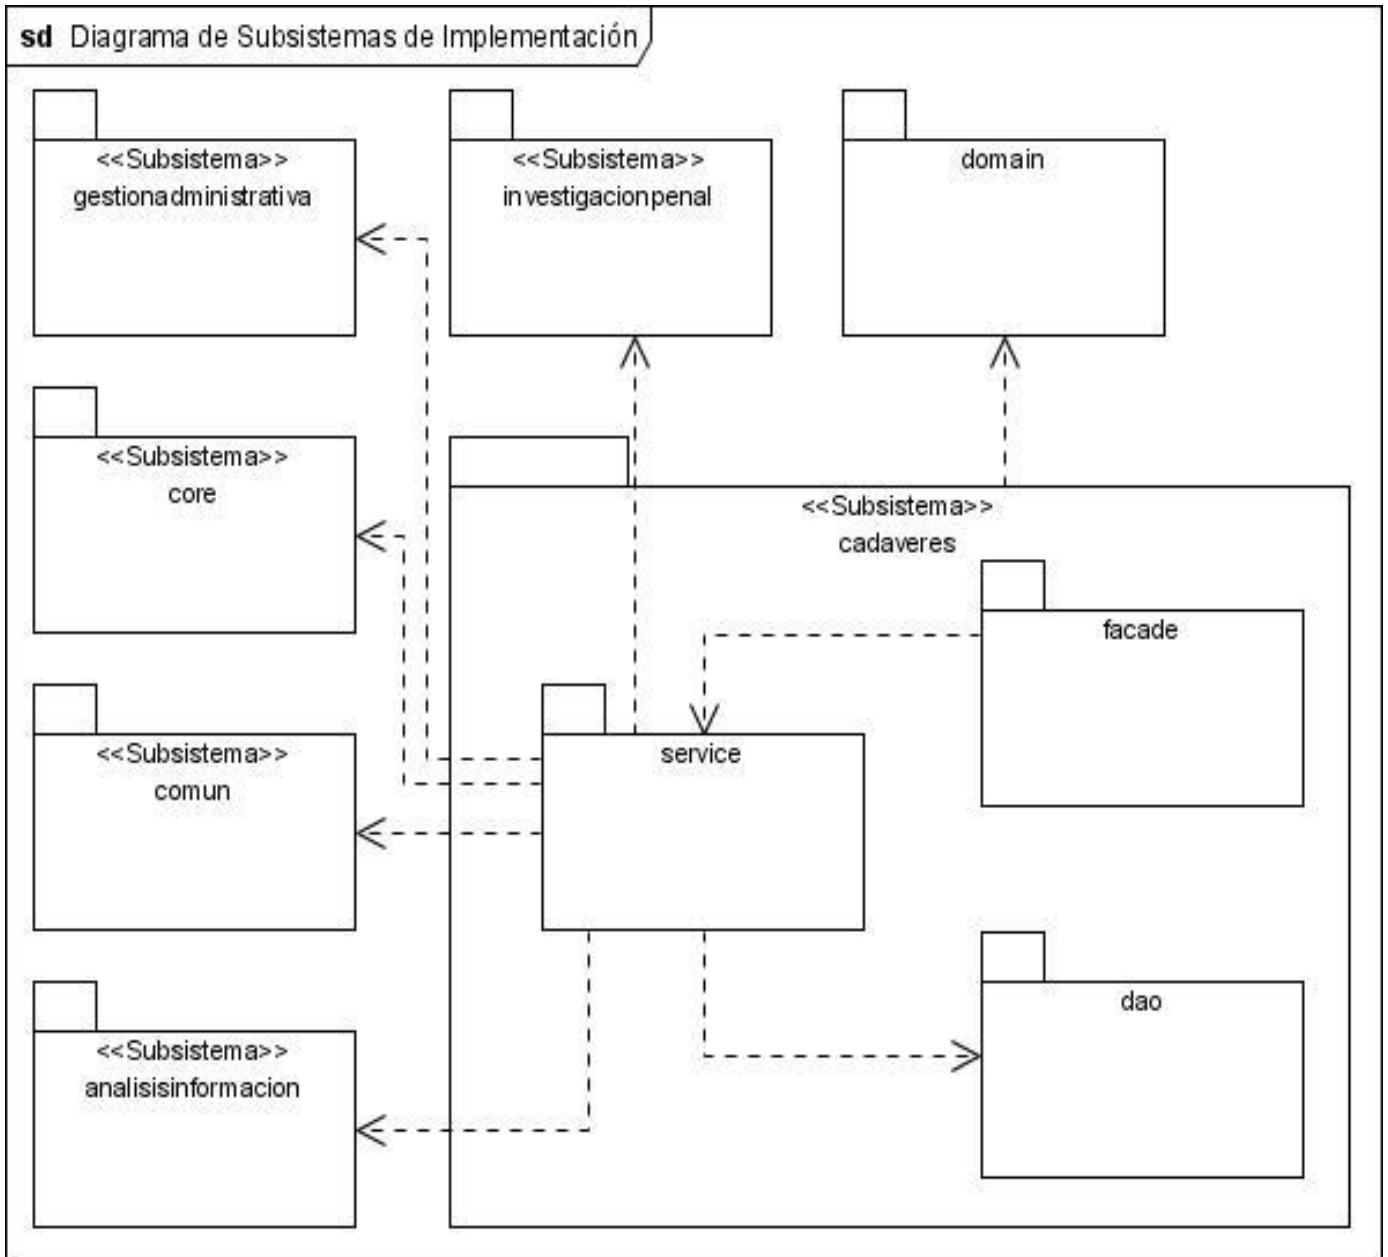 sd Diagrama de Subsistemas de Implementación
<<Subsistema>>
gestionadministrativa
<<Subsistema>>
investigacionpenal
domain
<<Subsistema>>
core
<<Subsistema>>
cadaveres
facade
<<Subsistema>>
comun
service
dao
<<Subsistema>>
analisisinformacion